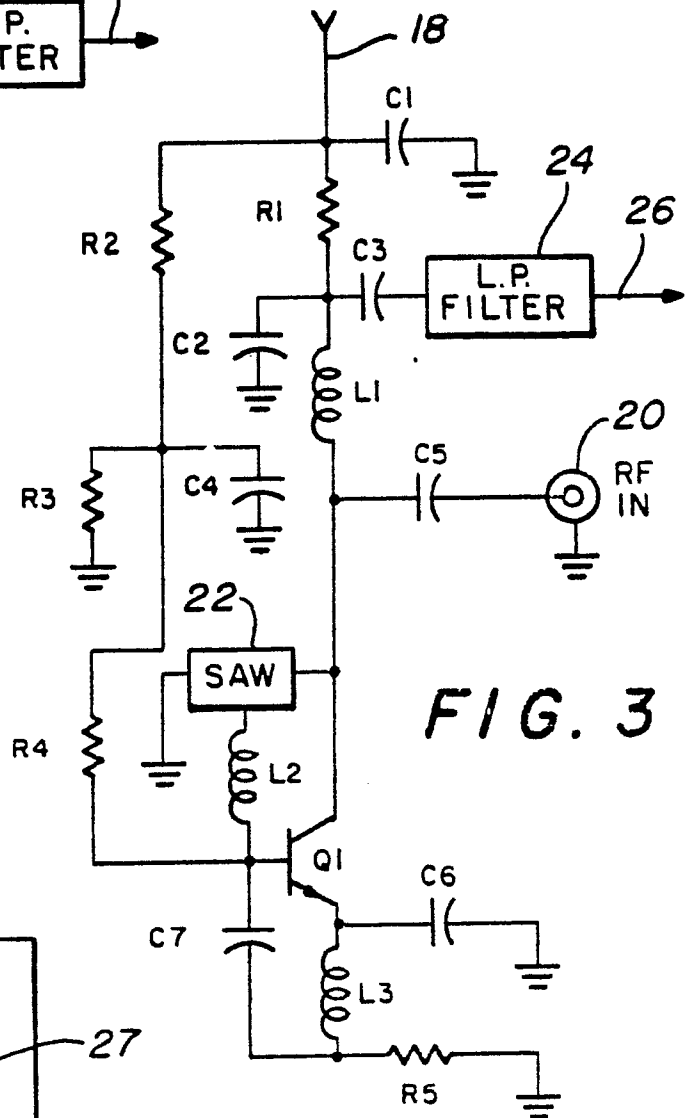 P.
TER
18
C1
24
R1
R2
26
C3
L.P.
FILTER
C2
L1
20
C5
RF
IN
R3
C4
22
SAW
FIG. 3
R4
L2
Q1
C6
C7
L3
27
R5